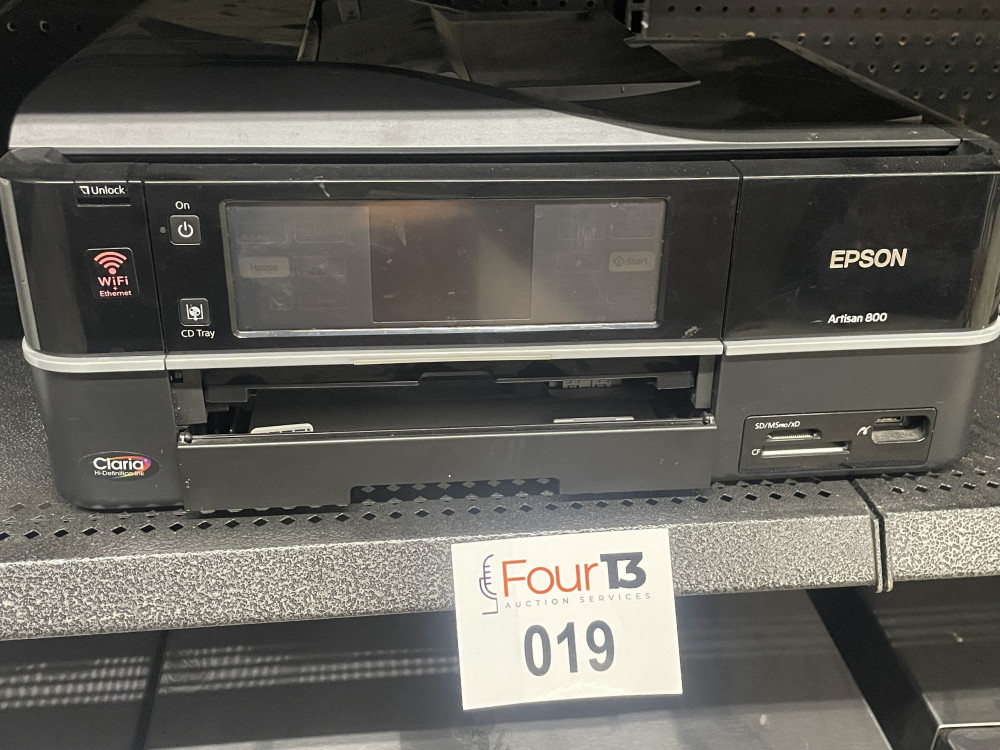 Unlock
On
WiFi
+
Ethernet
CD Tray
Home
Start
EPSON
Artisan 800
Claria
Hi-Definition Ink
SD/MSPRO/xD
CF
FourT3
AUCTION SERVICES
019